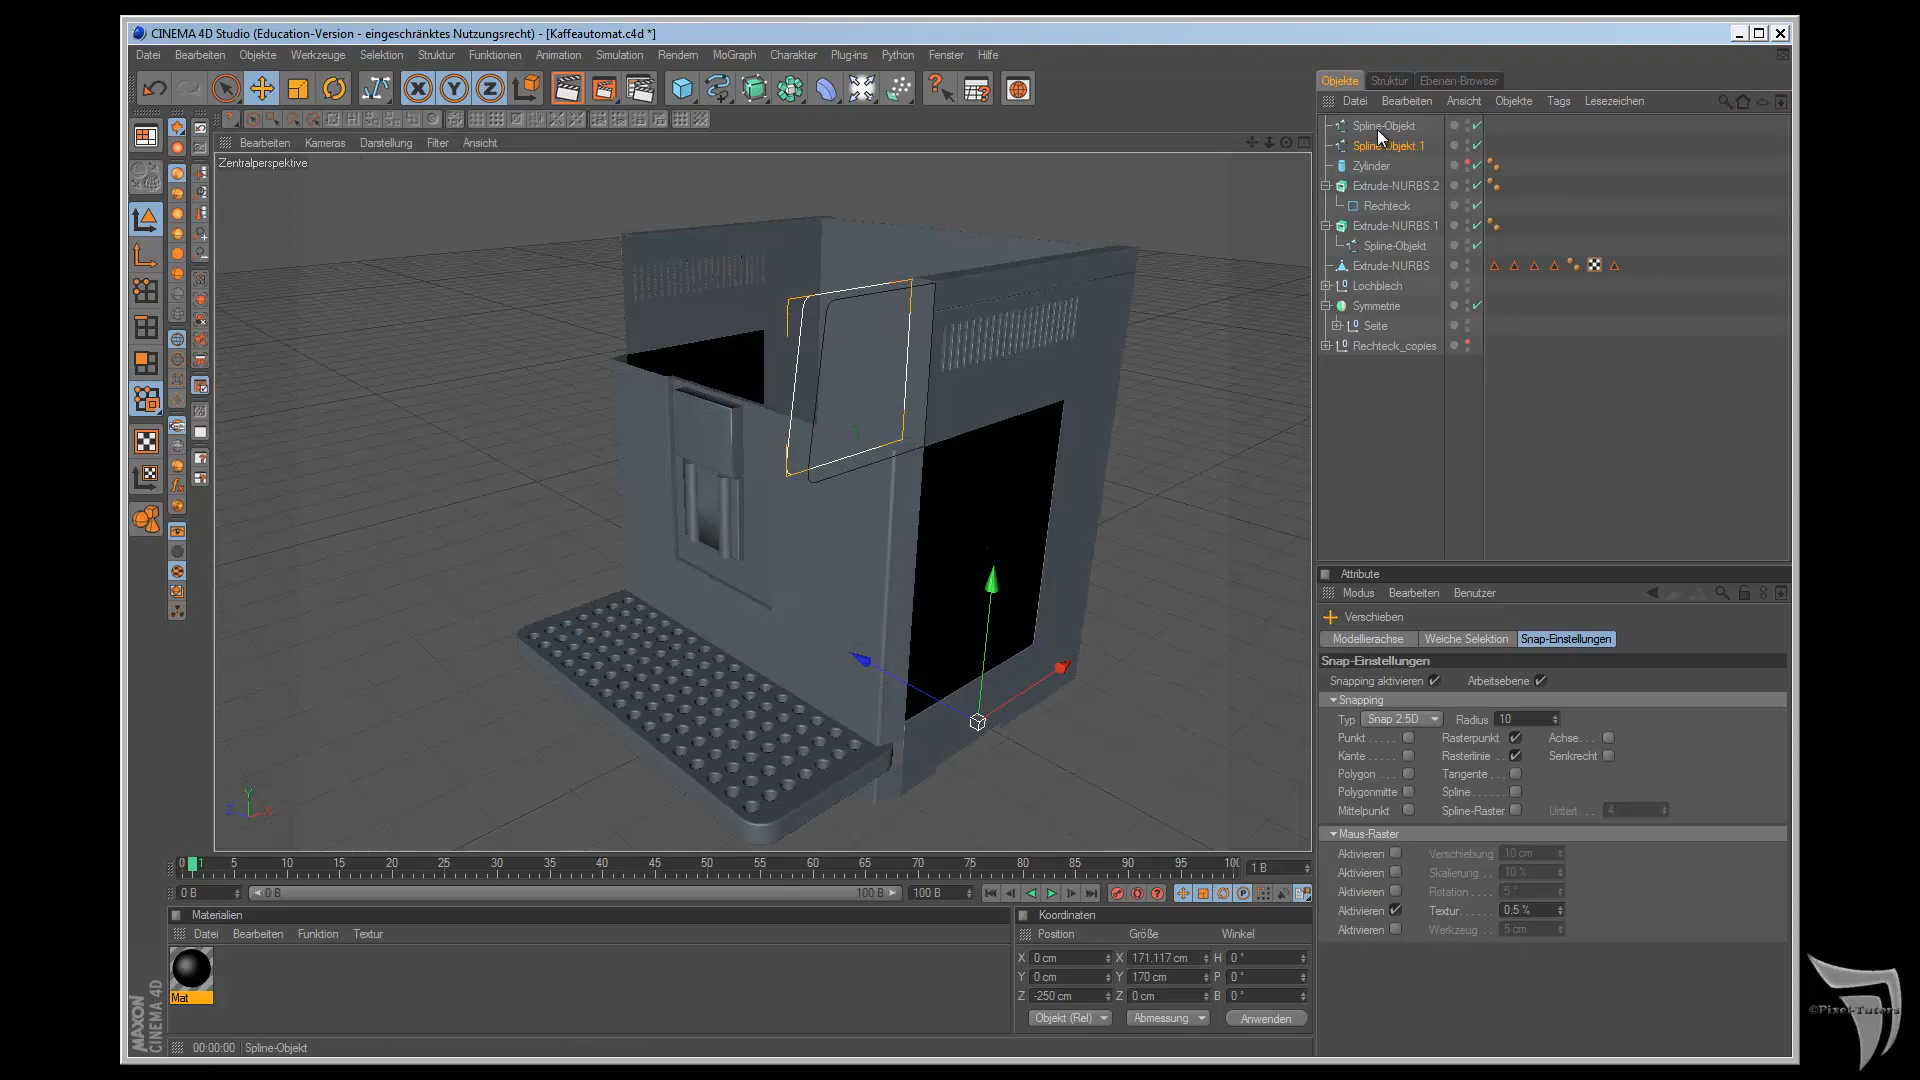 CINEMA 4D Studio (Education-Version - eingeschränktes Nutzungsrecht) - [Kaffeautomat.c4d *]
Datei Bearbeiten Objekte Werkzeuge Selektion Struktur Funktionen Animation Simulation Rendern MoGraph Charakter Plug-ins Python Fenster Hilfe
Objekte Struktur Ebenen-Browser
Datei Bearbeiten Ansicht Objekte Tags Lesezeichen
Bearbeiten Kameras Darstellung Filter Ansicht
Zentralperspektive
Spline-Objekt
Spline-Objekt.1
Zylinder
Extrude-NURBS.2
Rechteck
Extrude-NURBS.1
Spline-Objekt
Extrude-NURBS
Lochblech
Symmetrie
Seite
Rechteck_copies
Attribute
Modus Bearbeiten Benutzer
Verschieben
Modellierachse Weiche Selektion Snap-Einstellungen
Snap-Einstellungen
Snapping aktivieren Arbeitsebene
Snapping
Typ Snap 2.5D Radius 10
Punkt Rasterpunkt Achse
Kante Rasterlinie Senkrecht
Polygon Tangente
Polygonmitte Spline
Mittelpunkt Spline-Raster Untert. 4
Maus-Raster
Aktivieren Verschiebung 10 cm
Aktivieren Skalierung 10 %
Aktivieren Rotation 5 °
Aktivieren Textur 0.5 %
Aktivieren Werkzeug 5 cm
Y X Z
0 1 5 10 15 20 25 30 35 40 45 50 55 60 65 70 75 80 85 90 95 100 1 B
0 B 0 B 100 B 100 B
Materialien
Datei Bearbeiten Funktion Textur
Mat
Koordinaten
Position Größe Winkel
X 0 cm X 171.117 cm H 0 °
Y 0 cm Y 170 cm P 0 °
Z -250 cm Z 0 cm B 0 °
Objekt (Rel) Abmessung Anwenden
MAXON CINEMA 4D
00:00:00 Spline-Objekt
©Pixel-Tutors